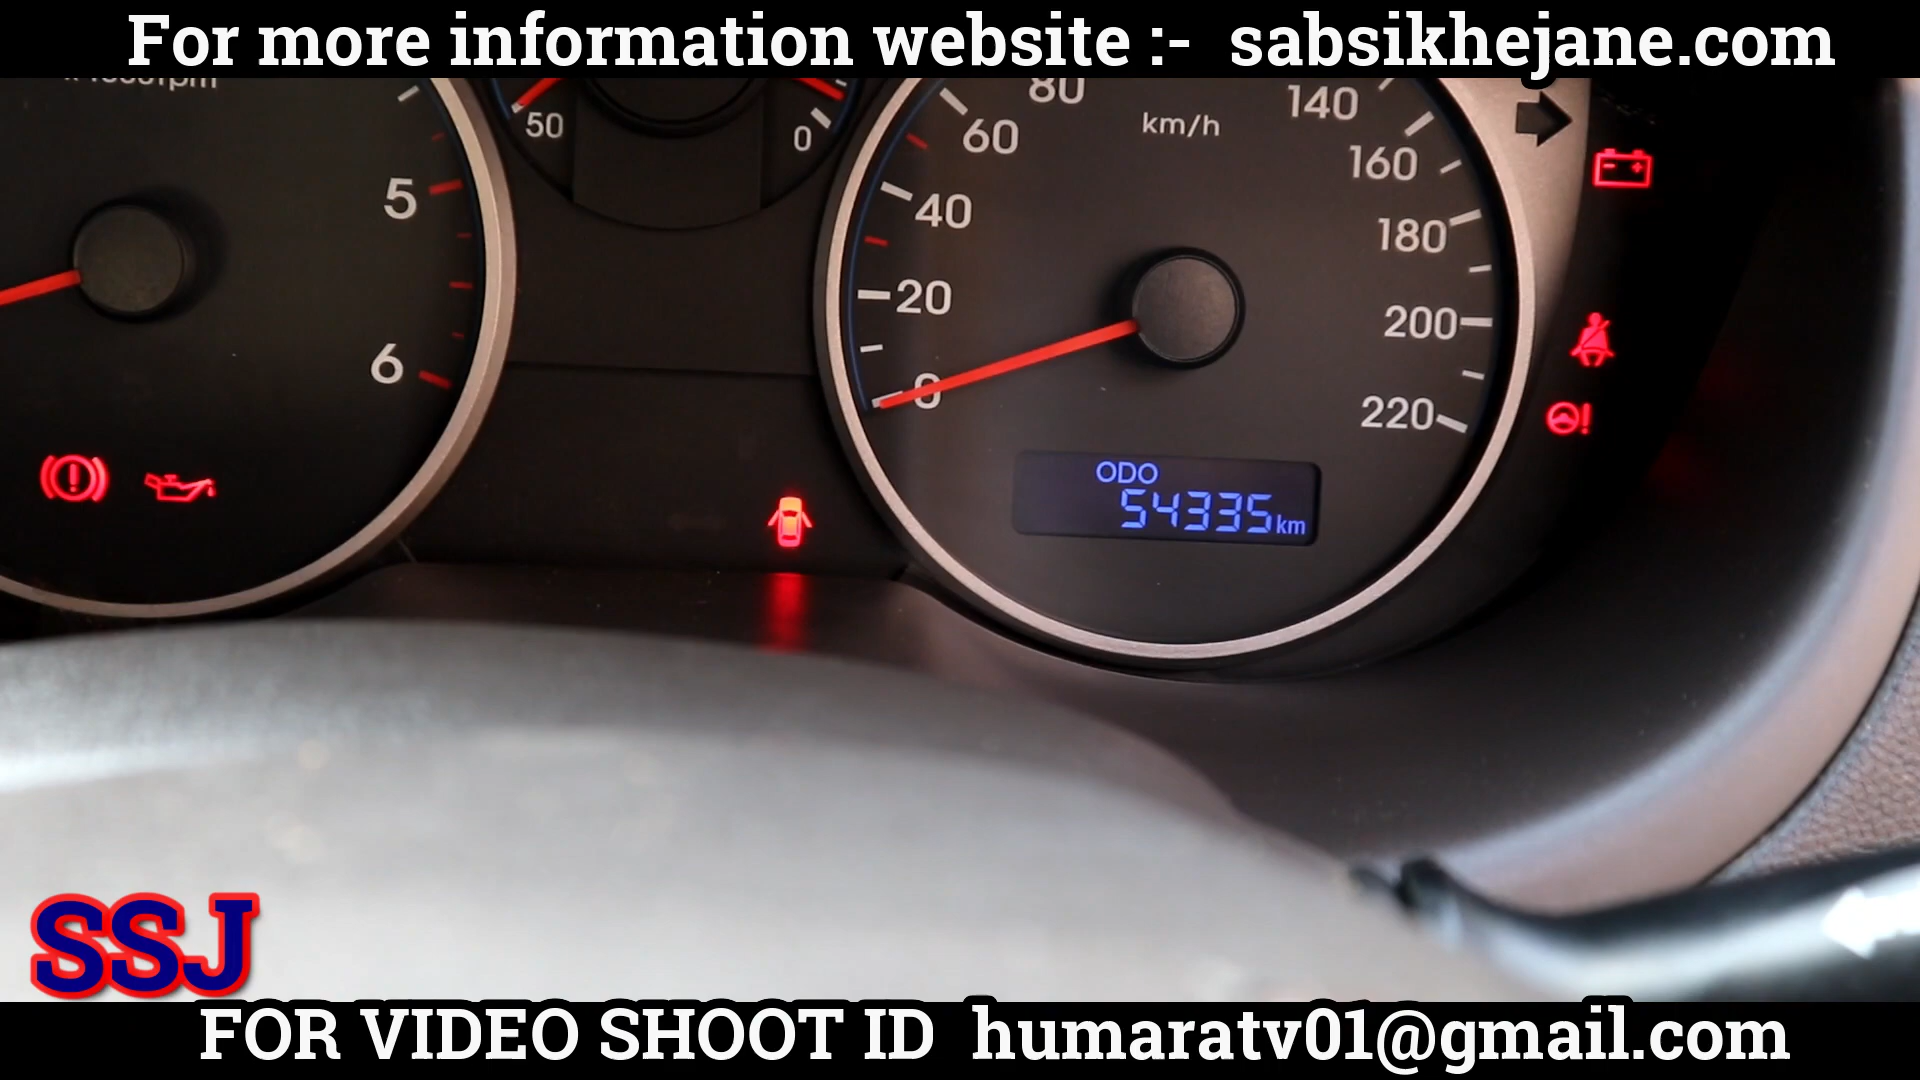 For more information website :- sabsikhejane.com
50
0
80
km/h
140
60
160
5
40
180
20
200
6
0
220
ODO
54335km
SSJ
FOR VIDEO SHOOT ID humaratv01@gmail.com